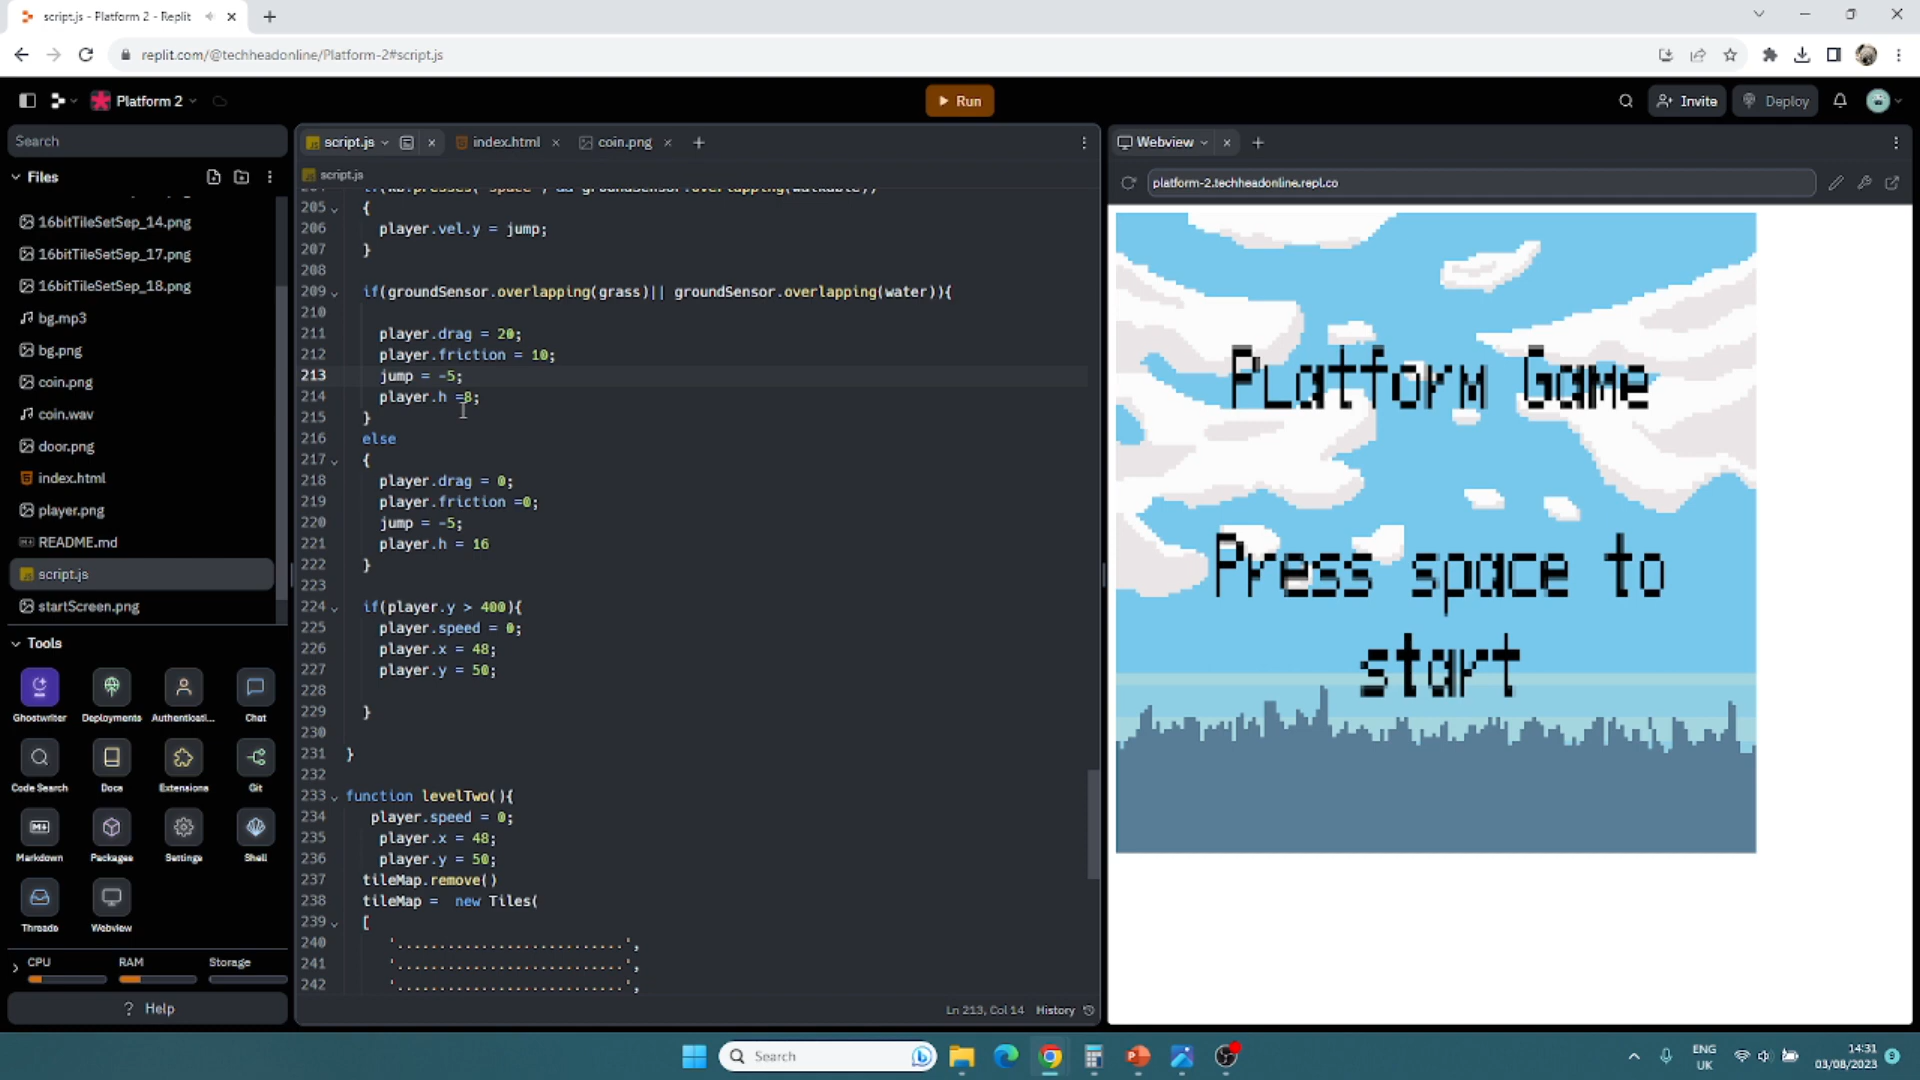 script.js - Platform 2 - Replit
replit.com/@techheadonline/Platform-2#script.js
Platform 2
Run
Invite
Deploy
Search
script.js
index.html
coin.png
Webview
Files
script.js
platform-2.techheadonline.repl.co
16bitTileSetSep_14.png
16bitTileSetSep_17.png
16bitTileSetSep_18.png
bg.mp3
bg.png
coin.png
coin.wav
door.png
index.html
player.png
README.md
script.js
startScreen.png
Tools
Ghostwriter
Deployments
Authenticati...
Chat
Code Search
Docs
Extensions
Git
Markdown
Packages
Settings
Shell
Threads
Webview
CPU
RAM
Storage
? Help
205 {
206 player.vel.y = jump;
207 }
208
209 if(groundSensor.overlapping(grass)|| groundSensor.overlapping(water)){
210
211 player.drag = 20;
212 player.friction = 10;
213 jump = -5;
214 player.h =8;
215 }
216 else
217 {
218 player.drag = 0;
219 player.friction =0;
220 jump = -5;
221 player.h = 16
222 }
223
224 if(player.y > 400){
225 player.speed = 0;
226 player.x = 48;
227 player.y = 50;
228
229 }
230
231 }
232
233 function levelTwo(){
234 player.speed = 0;
235 player.x = 48;
236 player.y = 50;
237 tileMap.remove()
238 tileMap = new Tiles(
239 [
240 '...........................',
241 '...........................',
242 '...........................',
Ln 213, Col 14 History
Platform Game
Press space to
start
Search
ENG
UK
14:31
03/08/2023
9